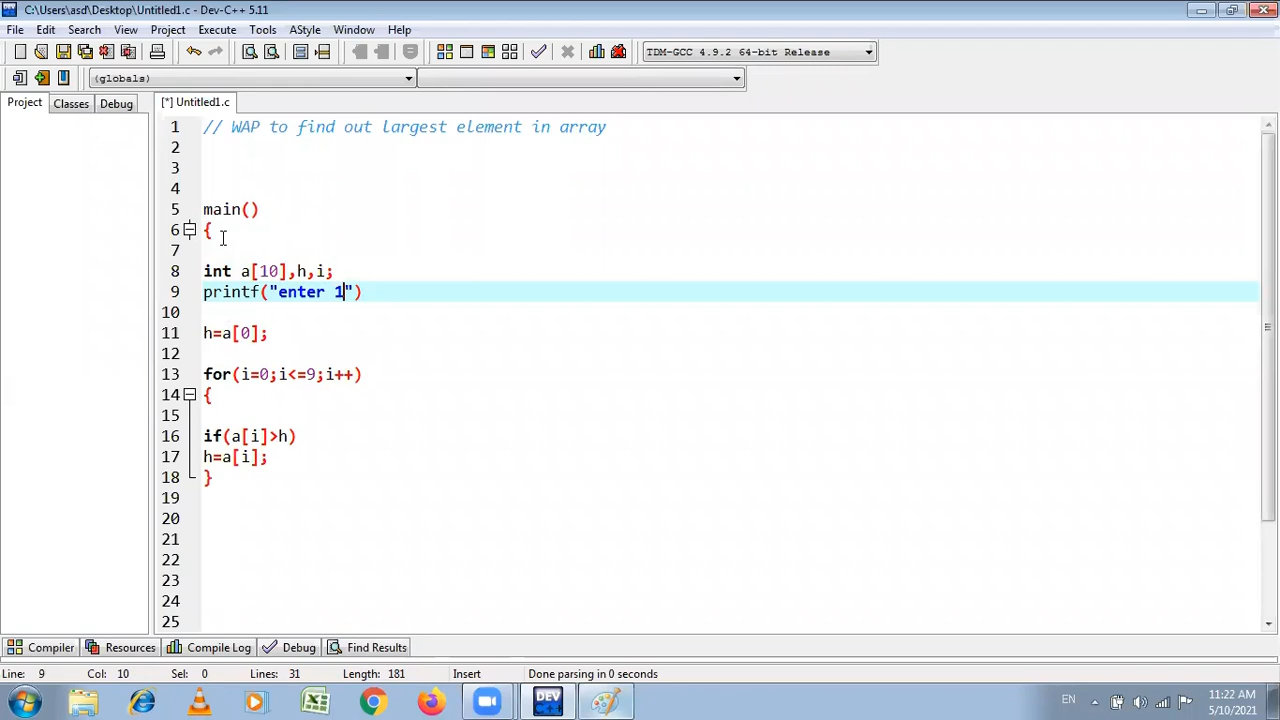 C:\Users\asd\Desktop\Untitled1.c - Dev-C++ 5.11
File Edit Search View Project Execute Tools AStyle Window Help
TDM-GCC 4.9.2 64-bit Release
(globals)
Project Classes Debug
[*] Untitled1.c
1 // WAP to find out largest element in array
2
3
4
5 main()
6 {
7
8 int a[10],h,i;
9 printf("enter 1")
10
11 h=a[0];
12
13 for(i=0;i<=9;i++)
14 {
15
16 if(a[i]>h)
17 h=a[i];
18 }
19
20
21
22
23
24
25
Compiler Resources Compile Log Debug Find Results
Line: 9 Col: 10 Sel: 0 Lines: 31 Length: 181 Insert Done parsing in 0 seconds
DEV
EN
11:22 AM
5/10/2021